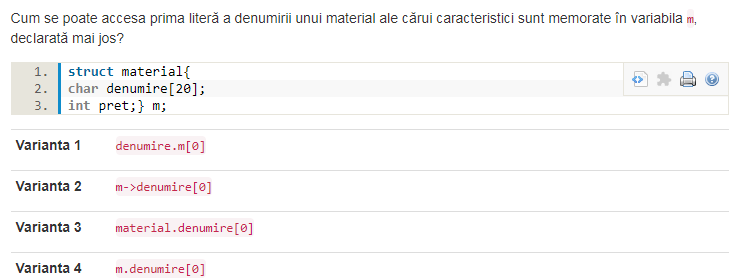 Cum se poate accesa prima literă a denumirii unui material ale cărui caracteristici sunt memorate în variabila m,
declarată mai jos?
1. struct material{
2. char denumire[20];
3. int pret;} m;
Varianta 1 denumire.m[0]
Varianta 2 m->denumire[0]
Varianta 3 material.denumire[0]
Varianta 4 m.denumire[0]